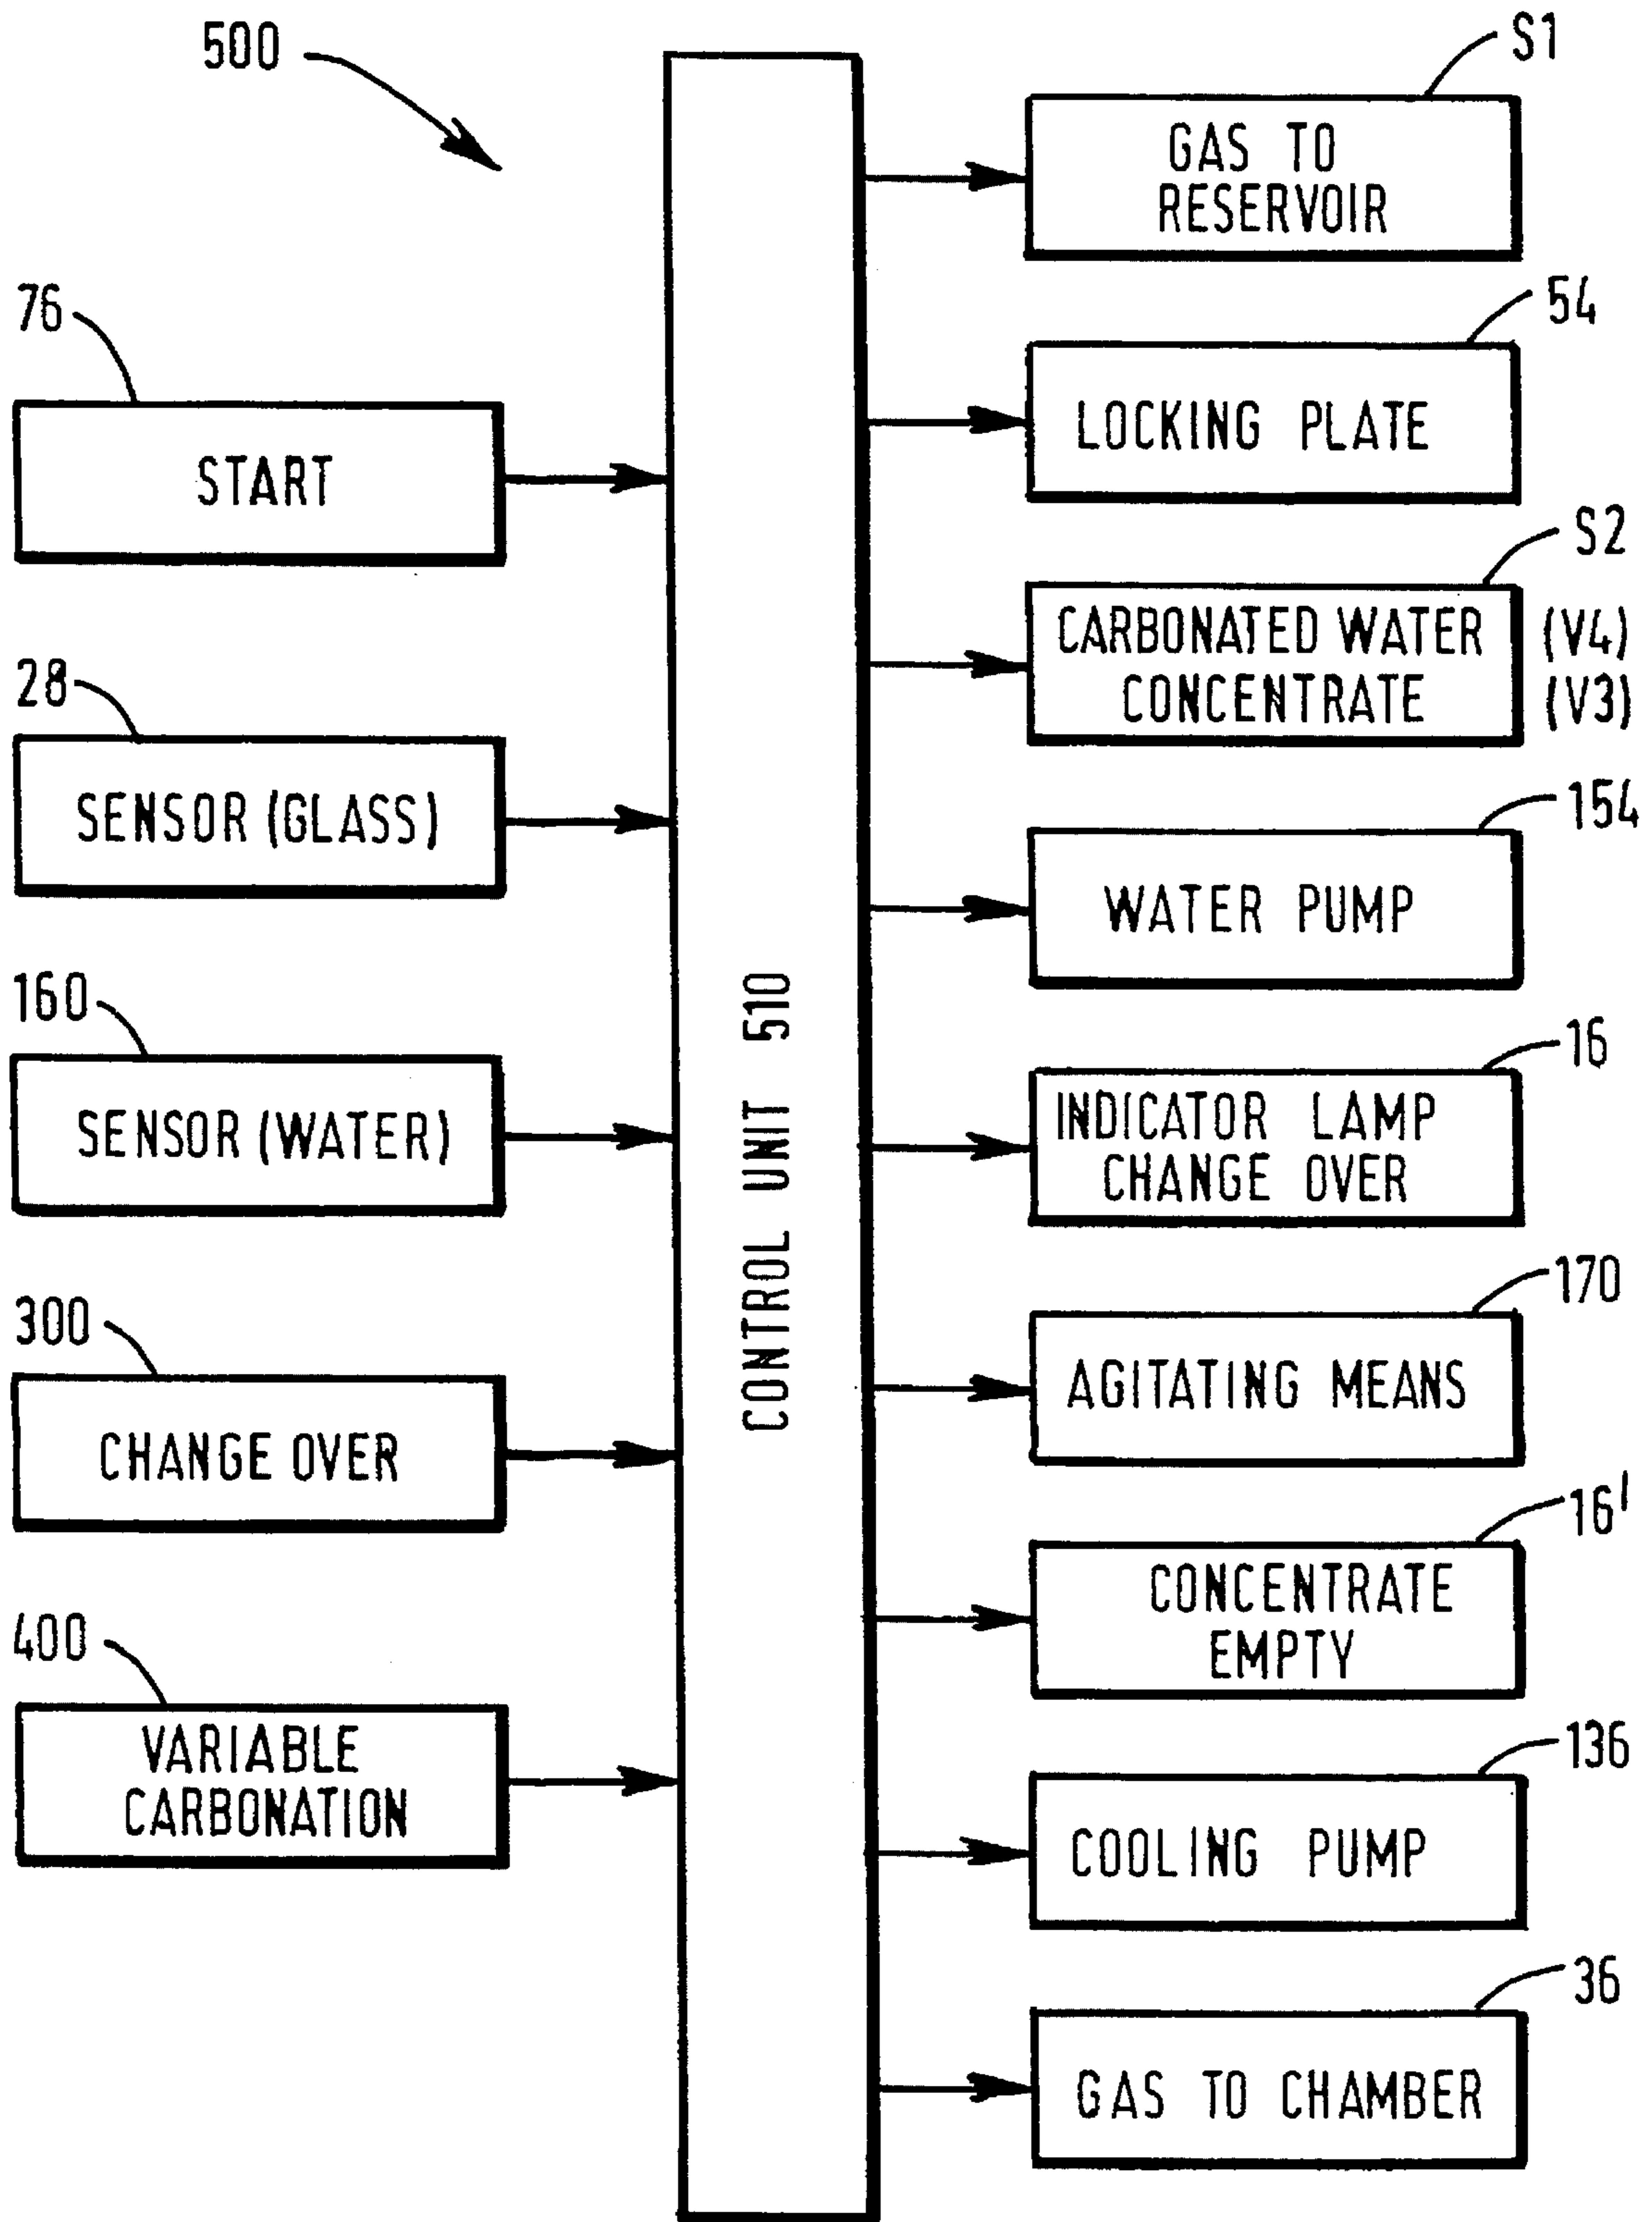 500
76
START
28
SENSOR (GLASS)
160
SENSOR (WATER)
300
CHANGE OVER
400
VARIABLE
CARBONATION
CONTROL UNIT 510
S1
GAS TO
RESERVOIR
54
LOCKING PLATE
S2
CARBONATED WATER (V4)
CONCENTRATE (V3)
154
WATER PUMP
16
INDICATOR LAMP
CHANGE OVER
170
AGITATING MEANS
16'
CONCENTRATE
EMPTY
136
COOLING PUMP
36
GAS TO CHAMBER